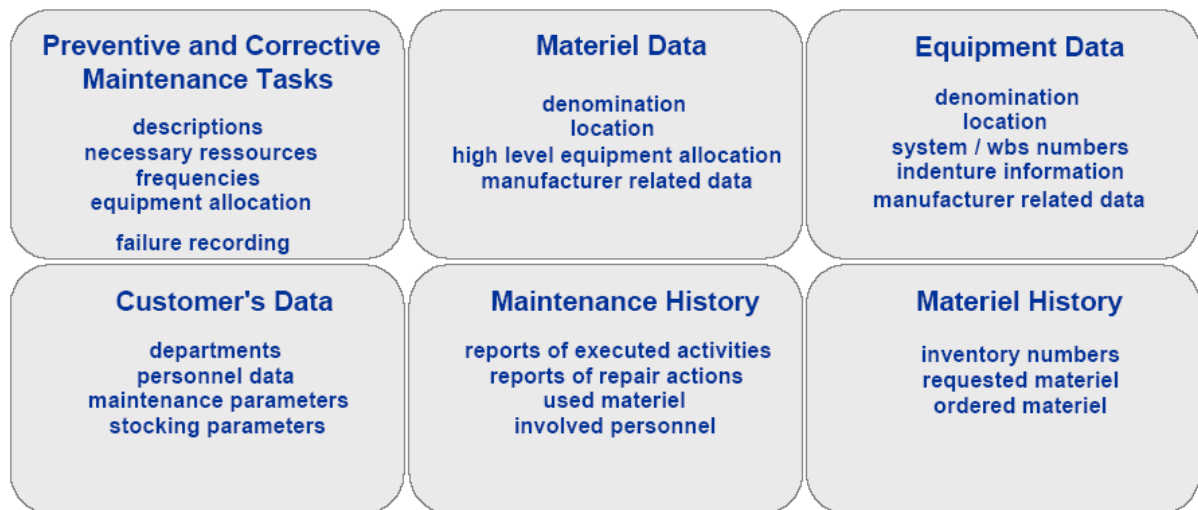 Preventive and Corrective
Maintenance Tasks
descriptions
necessary ressources
frequencies
equipment allocation
failure recording
Materiel Data
denomination
location
high level equipment allocation
manufacturer related data
Equipment Data
denomination
location
system / wbs numbers
indenture information
manufacturer related data
Customer's Data
departments
personnel data
maintenance parameters
stocking parameters
Maintenance History
reports of executed activities
reports of repair actions
used materiel
involved personnel
Materiel History
inventory numbers
requested materiel
ordered materiel